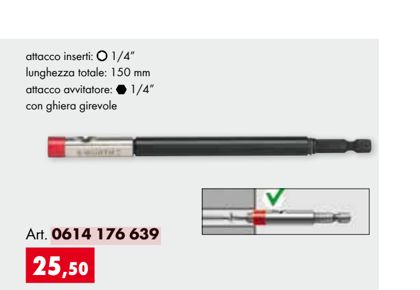 attacco inserti: 1/4”
lunghezza totale: 150 mm
attacco avvitatore: 1/4”
con ghiera girevole
WÜRTH
Art. 0614 176 639
25,50